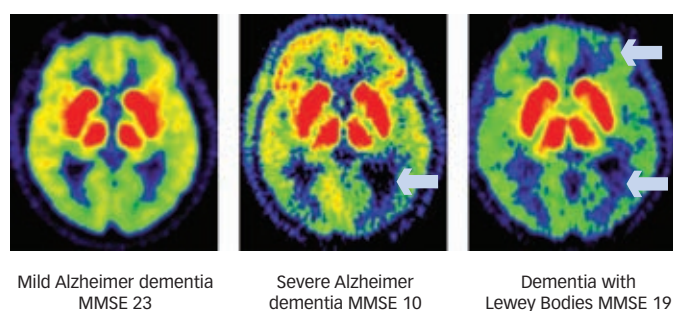 Mild Alzheimer dementia
MMSE 23
Severe Alzheimer
dementia MMSE 10
Dementia with
Lewey Bodies MMSE 19